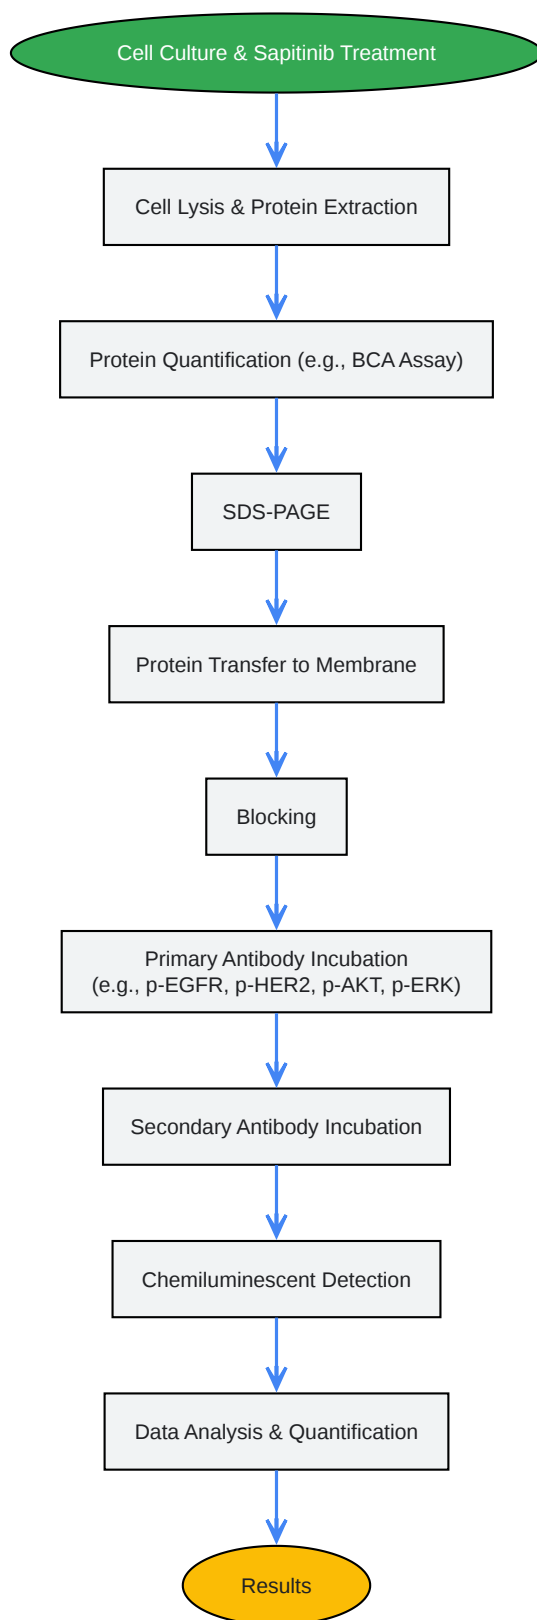 Cell Culture & Sapitinib Treatment
Cell Lysis & Protein Extraction
Protein Quantification (e.g., BCA Assay)
SDS-PAGE
Protein Transfer to Membrane
Blocking
Primary Antibody Incubation
(e.g., p-EGFR, p-HER2, p-AKT, p-ERK)
Secondary Antibody Incubation
Chemiluminescent Detection
Data Analysis & Quantification
Results